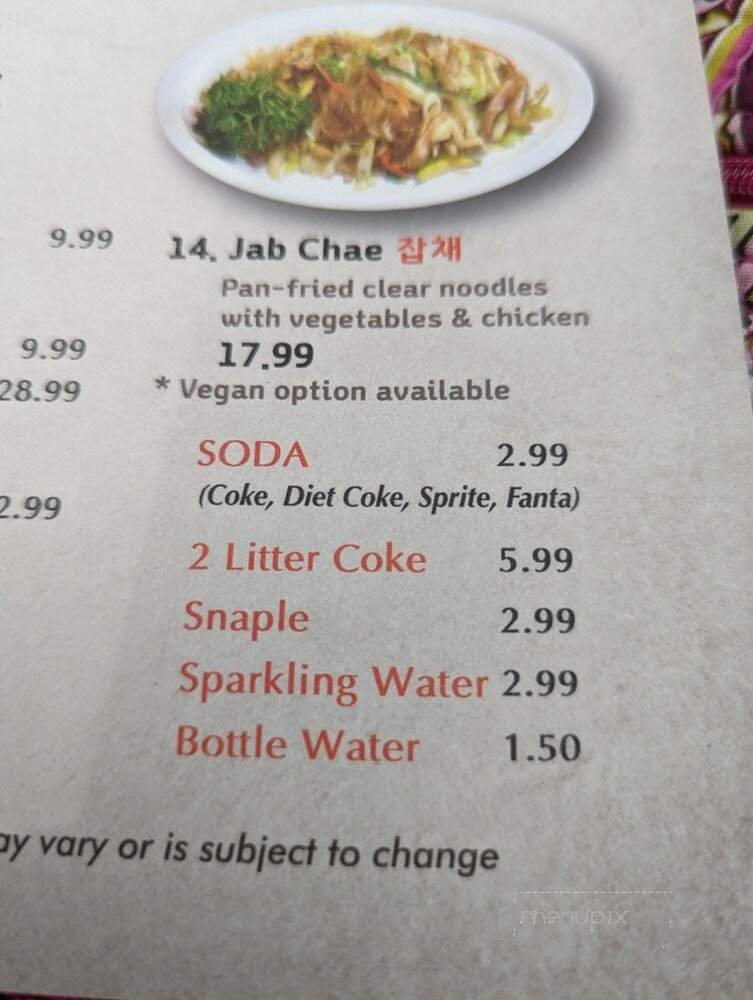 9.99
14. Jab Chae 잡채
Pan-fried clear noodles
with vegetables & chicken
9.99
17.99
28.99
* Vegan option available
SODA 2.99
2.99
(Coke, Diet Coke, Sprite, Fanta)
2 Litter Coke 5.99
Snaple 2.99
Sparkling Water 2.99
Bottle Water 1.50
ay vary or is subject to change
menupix